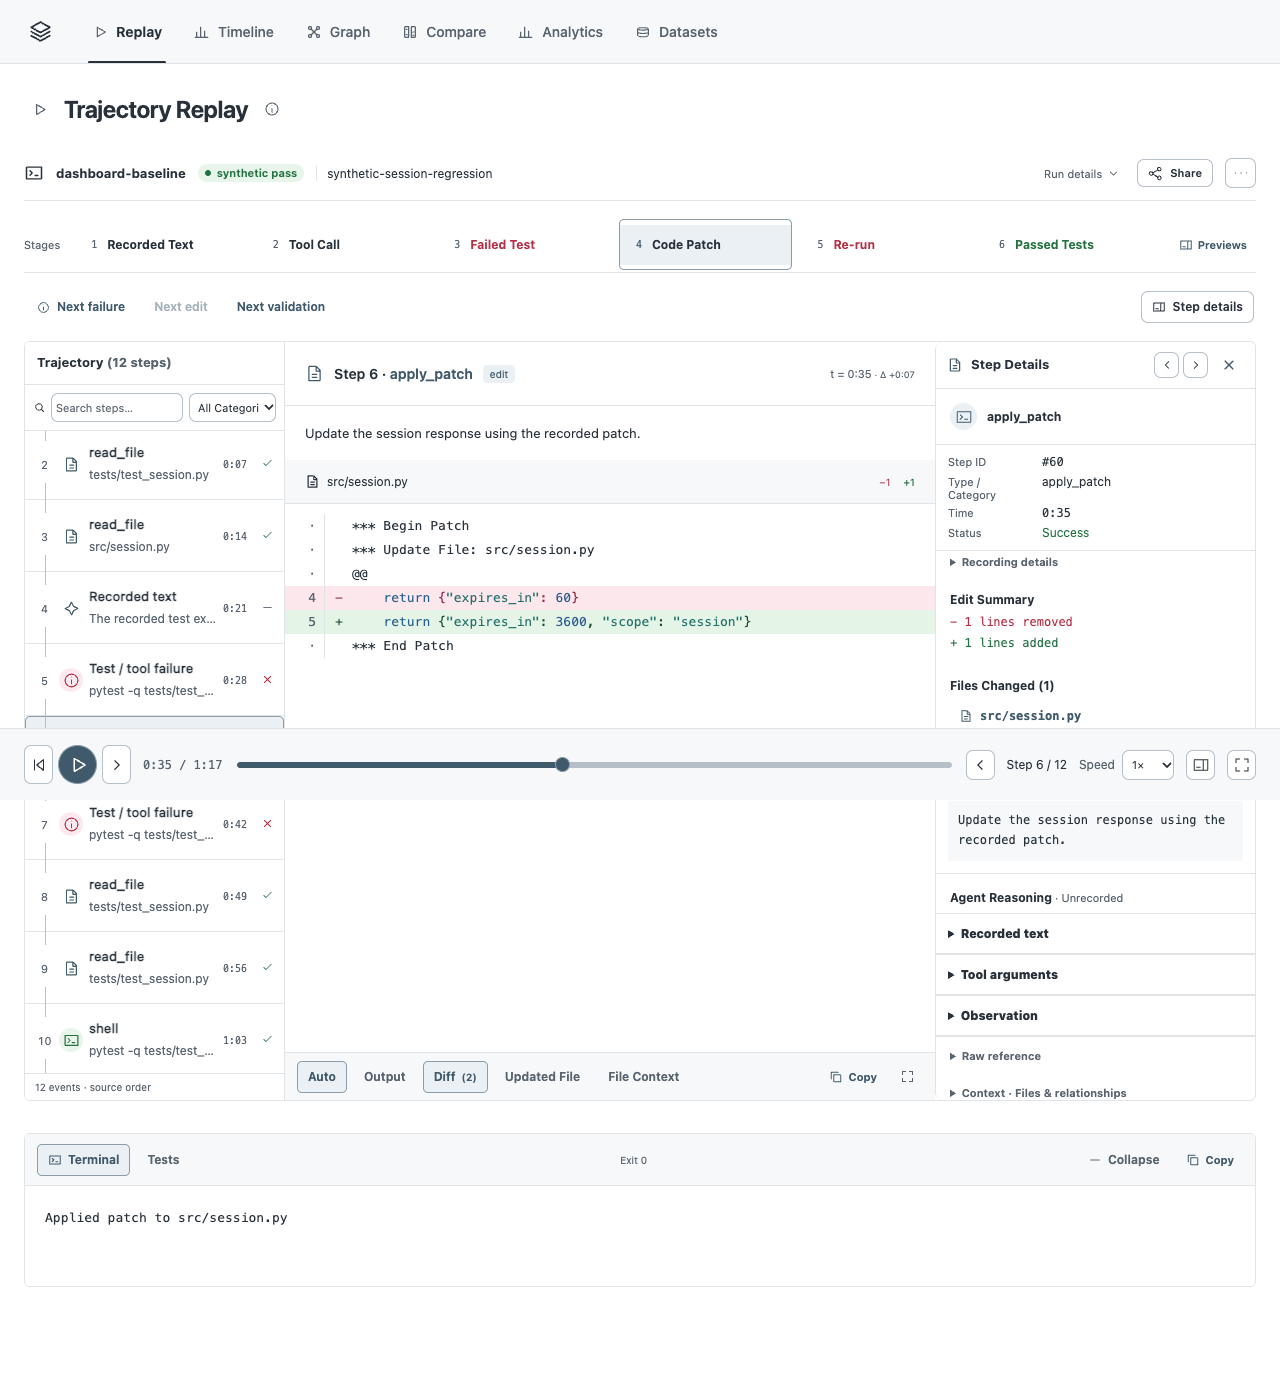 Replay Timeline Graph Compare Analytics Datasets
Trajectory Replay
dashboard-baseline synthetic pass synthetic-session-regression Run details Share
Stages 1 Recorded Text 2 Tool Call 3 Failed Test 4 Code Patch 5 Re-run 6 Passed Tests Previews
Next failure Next edit Next validation Step details
Trajectory (12 steps)
Search steps... All Categori
2 read_file 0:07
tests/test_session.py
3 read_file 0:14
src/session.py
4 Recorded text 0:21
The recorded test ex...
5 Test / tool failure 0:28
pytest -q tests/test_...
Step 6 · apply_patch edit t = 0:35 · Δ +0:07
Update the session response using the recorded patch.
src/session.py −1 +1
· *** Begin Patch
· *** Update File: src/session.py
· @@
4 − return {"expires_in": 60}
5 + return {"expires_in": 3600, "scope": "session"}
· *** End Patch
Step Details
apply_patch
Step ID #60
Type / Category apply_patch
Time 0:35
Status Success
Recording details
Edit Summary
− 1 lines removed
+ 1 lines added
Files Changed (1)
src/session.py
0:35 / 1:17 Step 6 / 12 Speed 1×
7 Test / tool failure 0:42
pytest -q tests/test_...
8 read_file 0:49
tests/test_session.py
9 read_file 0:56
tests/test_session.py
10 shell 1:03
pytest -q tests/test_...
12 events · source order
Auto Output Diff (2) Updated File File Context Copy
Update the session response using the
recorded patch.
Agent Reasoning · Unrecorded
Recorded text
Tool arguments
Observation
Raw reference
Context · Files & relationships
Terminal Tests Exit 0 Collapse Copy
Applied patch to src/session.py